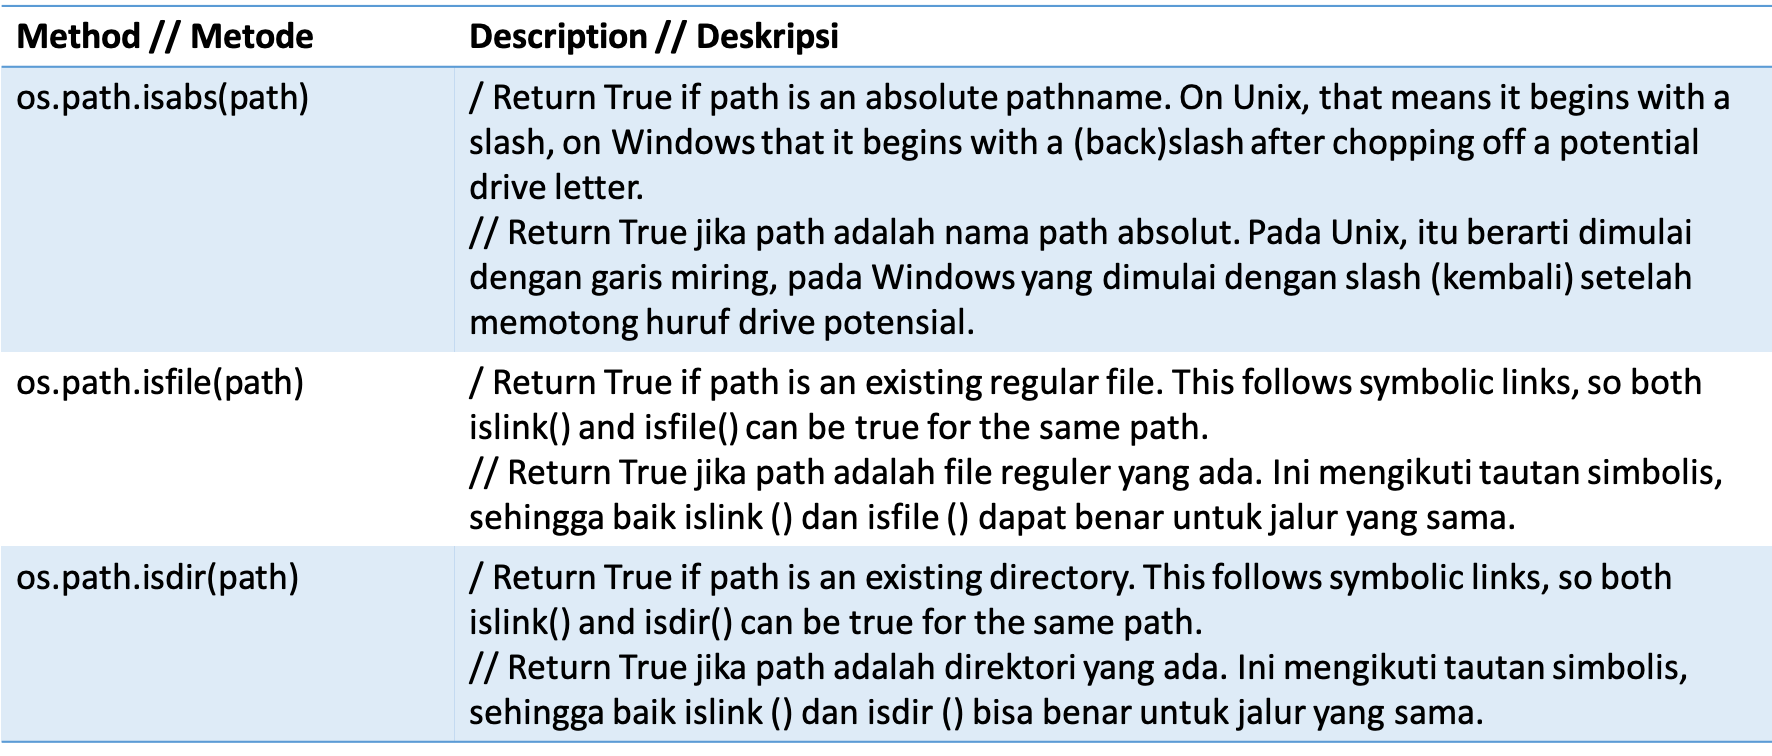 Method // Metode
Description // Deskripsi
os.path.isabs(path)
/ Return True if path is an absolute pathname. On Unix, that means it begins with a
slash, on Windows that it begins with a (back)slash after chopping off a potential
drive letter.
// Return True jika path adalah nama path absolut. Pada Unix, itu berarti dimulai
dengan garis miring, pada Windows yang dimulai dengan slash (kembali) setelah
memotong huruf drive potensial.
os.path.isfile(path)
/ Return True if path is an existing regular file. This follows symbolic links, so both
islink() and isfile() can be true for the same path.
// Return True jika path adalah file reguler yang ada. Ini mengikuti tautan simbolis,
sehingga baik islink () dan isfile () dapat benar untuk jalur yang sama.
os.path.isdir(path)
/ Return True if path is an existing directory. This follows symbolic links, so both
islink() and isdir() can be true for the same path.
// Return True jika path adalah direktori yang ada. Ini mengikuti tautan simbolis,
sehingga baik islink () dan isdir () bisa benar untuk jalur yang sama.